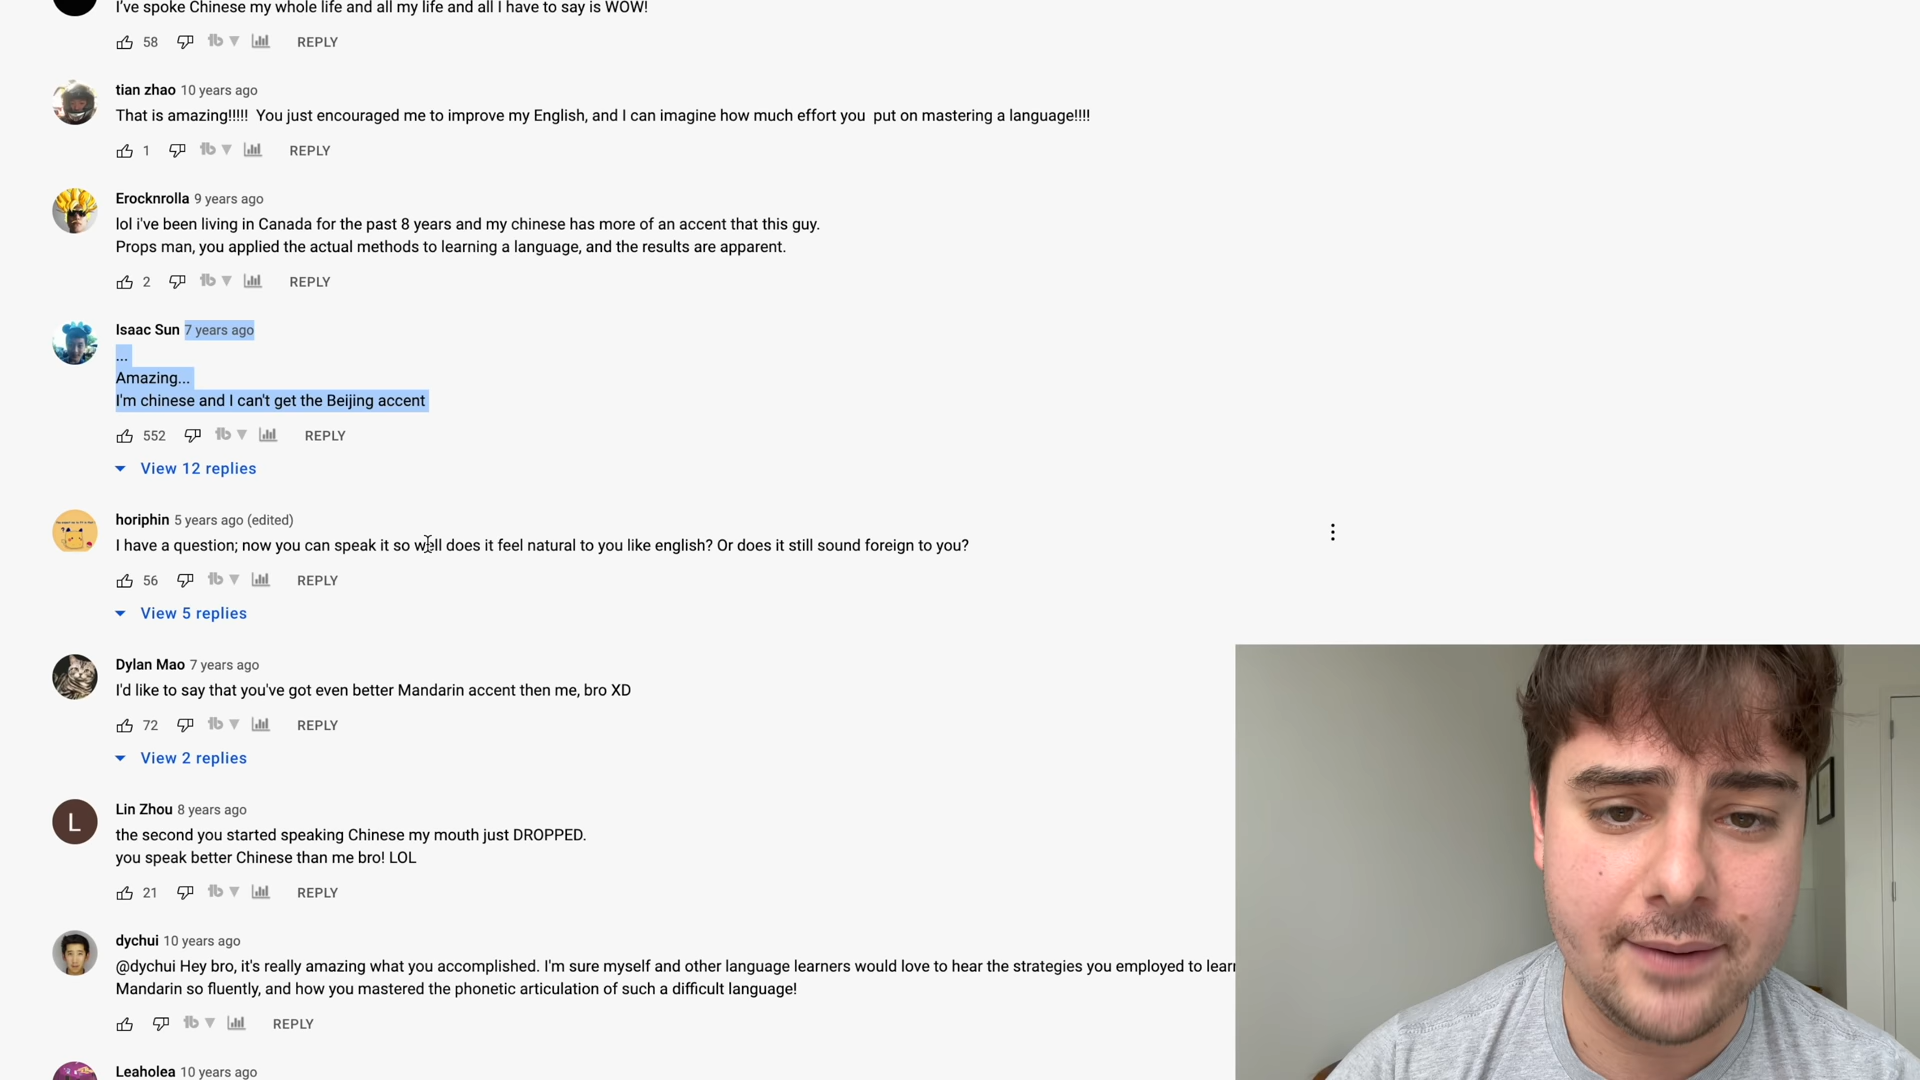 I've spoke Chinese my whole life and all my life and all I have to say is WOW!
58 REPLY
tian zhao 10 years ago
That is amazing!!!!!  You just encouraged me to improve my English, and I can imagine how much effort you  put on mastering a language!!!!
1 REPLY
Erocknrolla 9 years ago
lol i've been living in Canada for the past 8 years and my chinese has more of an accent that this guy.
Props man, you applied the actual methods to learning a language, and the results are apparent.
2 REPLY
Isaac Sun 7 years ago
...
Amazing...
I'm chinese and I can't get the Beijing accent
552 REPLY
View 12 replies
horiphin 5 years ago (edited)
I have a question; now you can speak it so well does it feel natural to you like english? Or does it still sound foreign to you?
56 REPLY
View 5 replies
Dylan Mao 7 years ago
I'd like to say that you've got even better Mandarin accent then me, bro XD
72 REPLY
View 2 replies
L
Lin Zhou 8 years ago
the second you started speaking Chinese my mouth just DROPPED.
you speak better Chinese than me bro! LOL
21 REPLY
dychui 10 years ago
@dychui Hey bro, it's really amazing what you accomplished. I'm sure myself and other language learners would love to hear the strategies you employed to lear
Mandarin so fluently, and how you mastered the phonetic articulation of such a difficult language!
REPLY
Leaholea 10 years ago